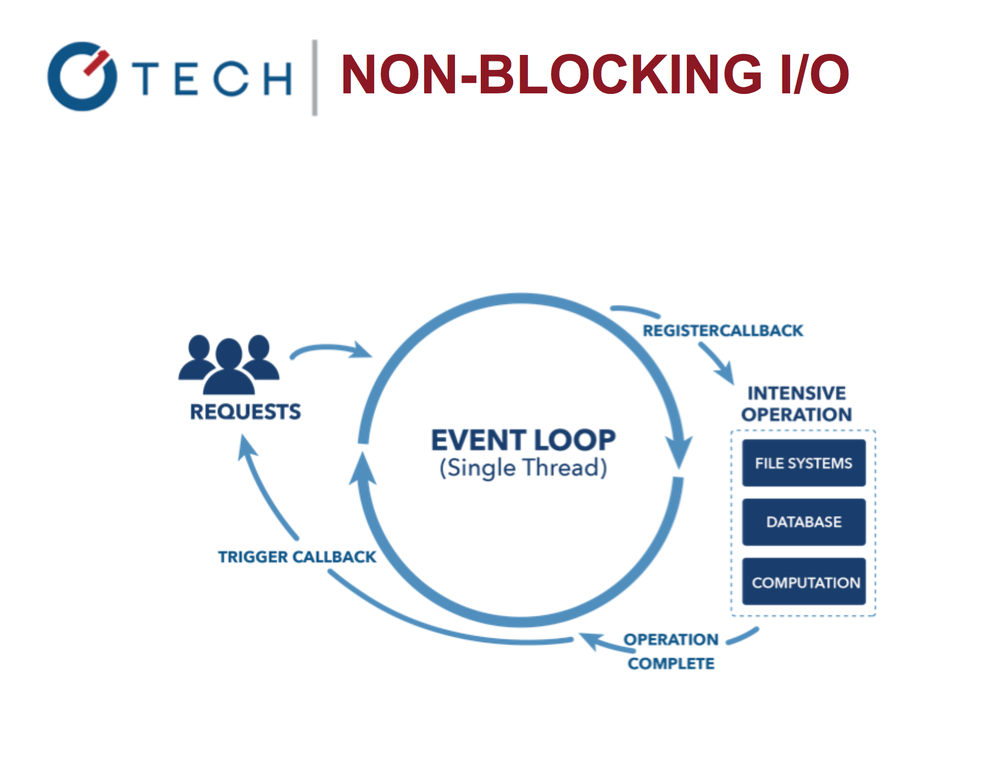 TECH
NON-BLOCKING I/O
REQUESTS
EVENT LOOP
(Single Thread)
REGISTERCALLBACK
INTENSIVE
OPERATION
FILE SYSTEMS
DATABASE
COMPUTATION
OPERATION
COMPLETE
TRIGGER CALLBACK